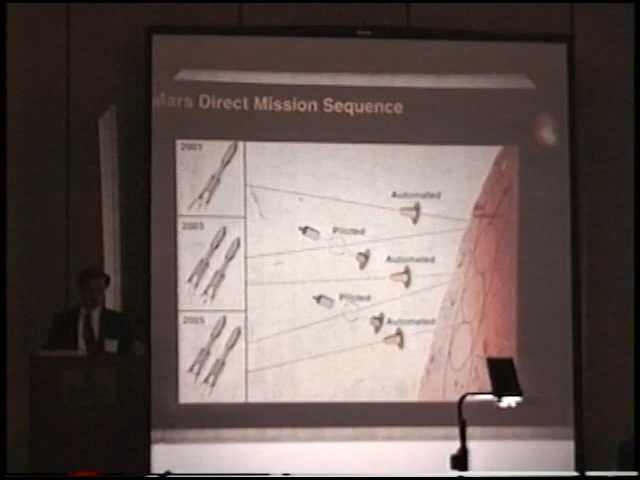 Mars Direct Mission Sequence
2001
Automated
2003
Piloted
Automated
Piloted
2005
Automated